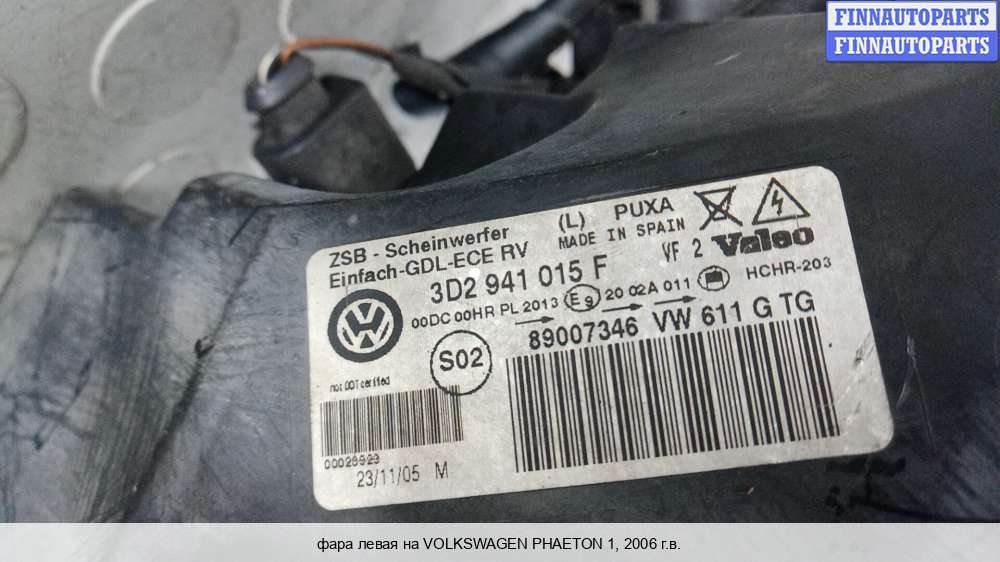 FINNAUTOPARTS
FINNAUTOPARTS
ZSB - Scheinwerfer
Einfach-GDL-ECE RV
(L) PUXA
MADE IN SPAIN
VF 2 Valeo
3D2 941 015 F
HCHR-203
00DC 00HR PL 2013 E9 20 02A 011
89007346 VW 611 G TG
S02
not DOT certified
00028929
23/11/05 M
фара левая на VOLKSWAGEN PHAETON 1, 2006 г.в.